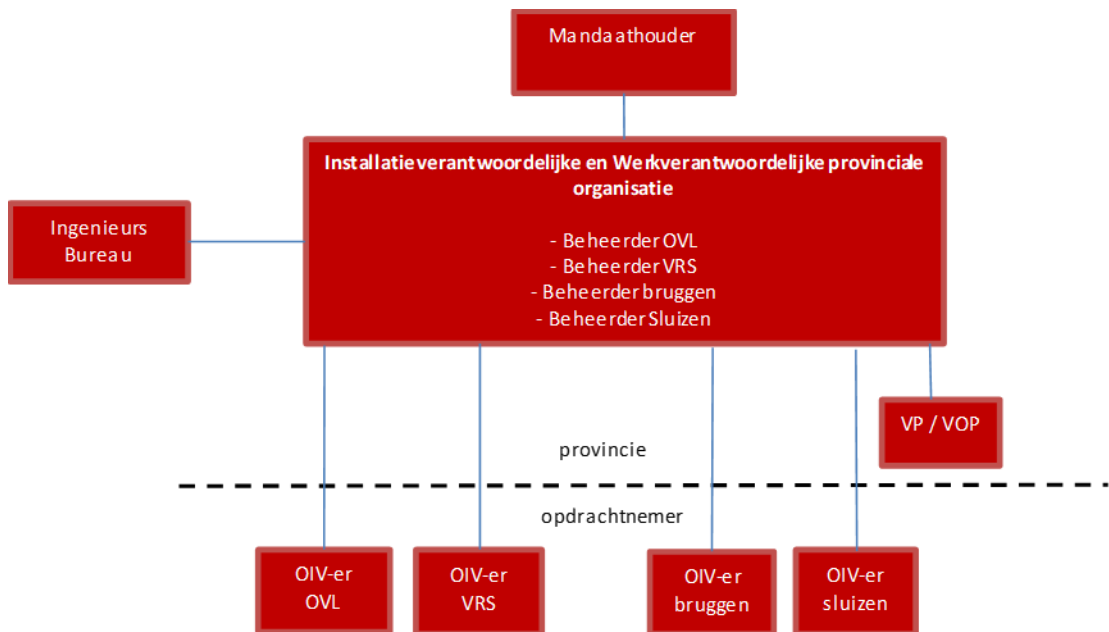 Mandaathouder
Installatieverantwoordelijke en Werkverantwoordelijke provinciale
organisatie
- Beheerder OVL
- Beheerder VRS
- Beheerder bruggen
- Beheerder Sluizen
Ingenieurs
Bureau
VP / VOP
provincie
opdrachtnemer
OIV-er
OVL
OIV-er
VRS
OIV-er
bruggen
OIV-er
sluizen